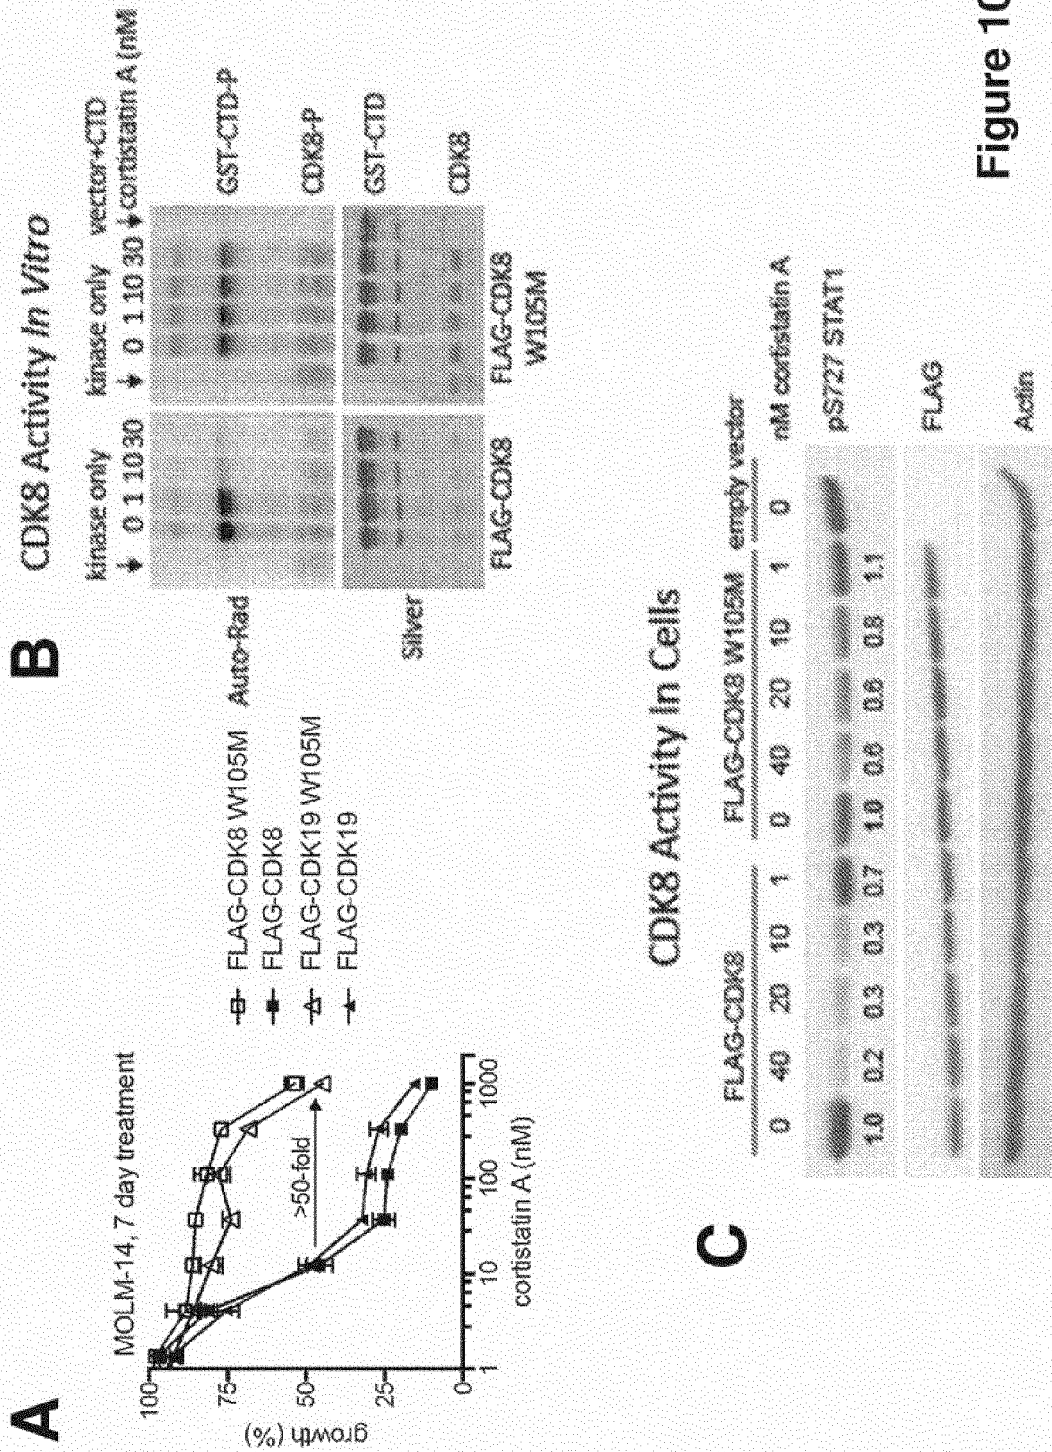 A
MOLM-14, 7 day treatment
growth (%)
100
75
50
25
0
>50-fold
1
10
100
1000
cortistatin A (nM)
FLAG-CDK8 W105M
FLAG-CDK8
FLAG-CDK19 W105M
FLAG-CDK19
B
CDK8 Activity In Vitro
kinase only
kinase only
vector+CTD
0 1 10 30
0 1 10 30
cortistatin A (nM
Auto-Rad
GST-CTD-P
CDK8-P
Silver
GST-CTD
CDK8
FLAG-CDK8
FLAG-CDK8
W105M
C
CDK8 Activity In Cells
FLAG-CDK8
FLAG-CDK8 W105M
empty vector
0 40 20 10 1 0 40 20 10 1 0 nM cortistatin A
pS727 STAT1
1.0 0.2 0.3 0.3 0.7 1.0 0.6 0.6 0.8 1.1
FLAG
Actin
Figure 10